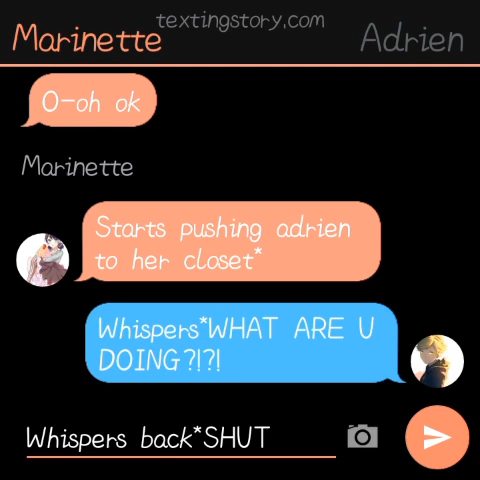 textingstory.com
Marinette
Adrien
O-oh ok
Marinette
Starts pushing adrien
to her closet*
Whispers*WHAT ARE U
DOING?!?!
Whispers back*SHUT